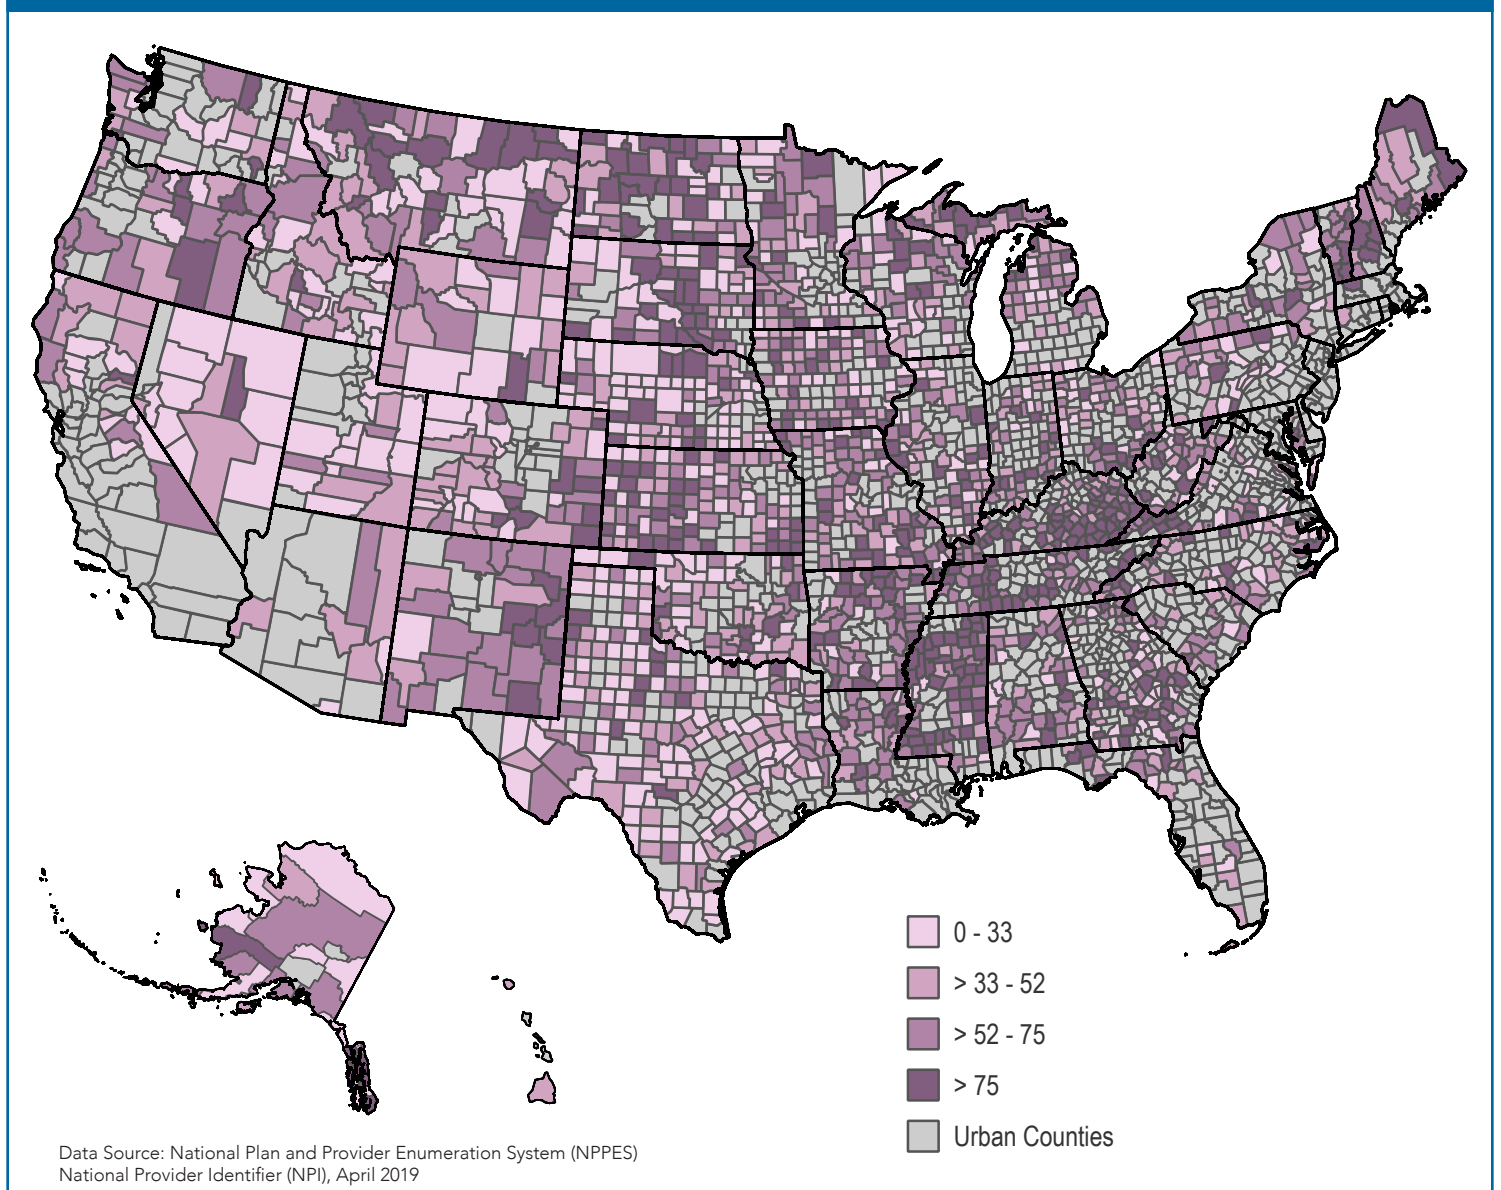 0 - 33
> 33 - 52
> 52 - 75
> 75
Urban Counties
Data Source: National Plan and Provider Enumeration System (NPPES)
National Provider Identifier (NPI), April 2019